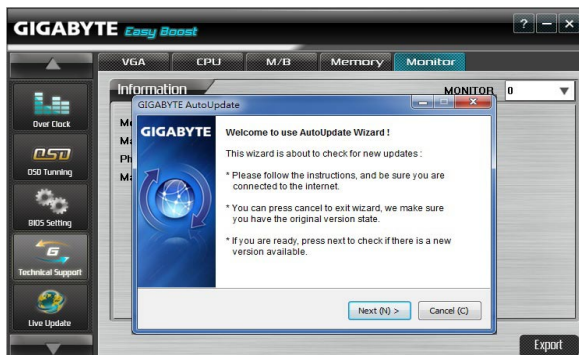 GIGABYTE Easy Boost ? — ×
VGA CPU M/B Memory Monitor
Information MONITOR 0
GIGABYTE AutoUpdate
GIGABYTE
Welcome to use AutoUpdate Wizard !
This wizard is about to check for new updates :
* Please follow the instructions, and be sure you are
connected to the internet.
* You can press cancel to exit wizard, we make sure
you have the original version state.
* If you are ready, press next to check if there is a new
version available.
Next (N) > Cancel (C)
Over Clock
OSD
OSD Tunning
BIOS Setting
G
Technical Support
Live Update
Export